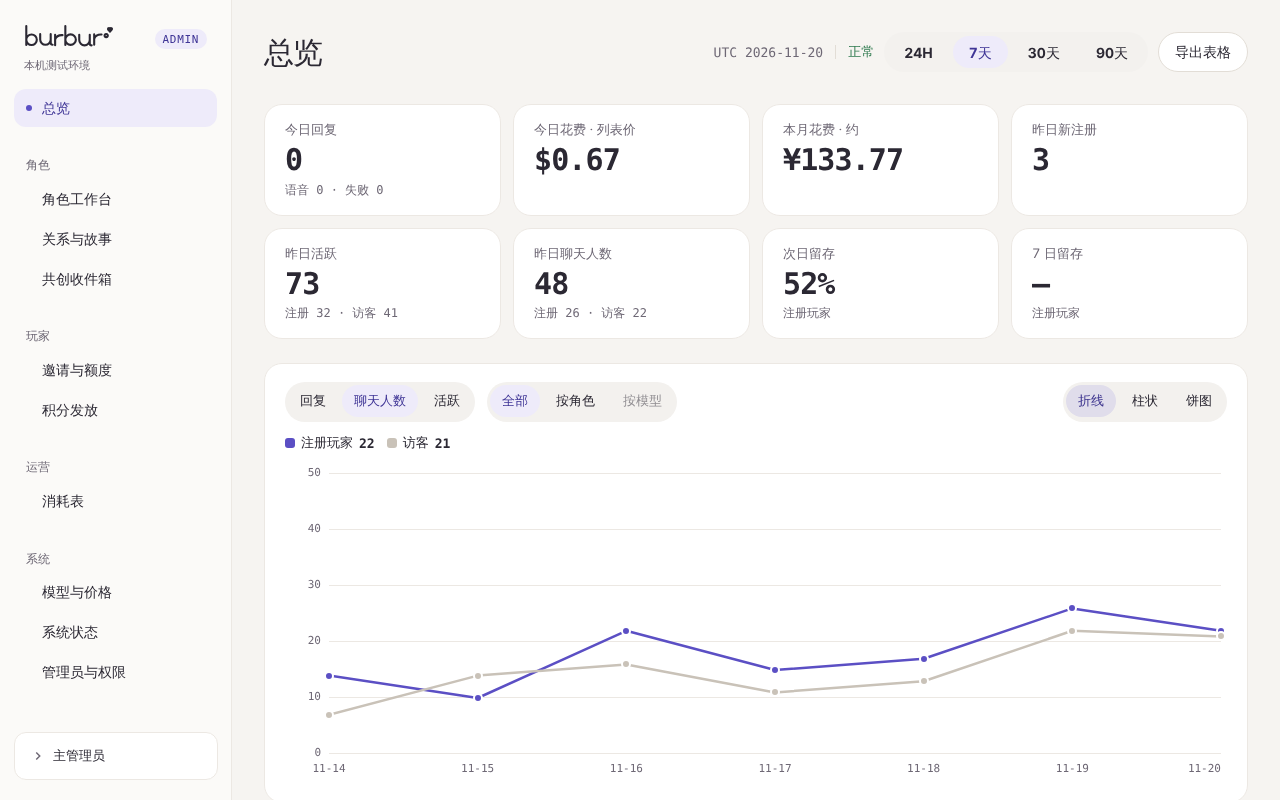 burbur
ADMIN
本机测试环境
总览
角色
角色工作台
关系与故事
共创收件箱
玩家
邀请与额度
积分发放
运营
消耗表
系统
模型与价格
系统状态
管理员与权限
主管理员
总览
UTC 2026-11-20
正常
24H
7天
30天
90天
导出表格
今日回复
0
语音 0 · 失败 0
今日花费 · 列表价
$0.67
本月花费 · 约
¥133.77
昨日新注册
3
昨日活跃
73
注册 32 · 访客 41
昨日聊天人数
48
注册 26 · 访客 22
次日留存
52%
注册玩家
7 日留存
—
注册玩家
回复
聊天人数
活跃
全部
按角色
按模型
折线
柱状
饼图
注册玩家 22
访客 21
50
40
30
20
10
0
11-14
11-15
11-16
11-17
11-18
11-19
11-20